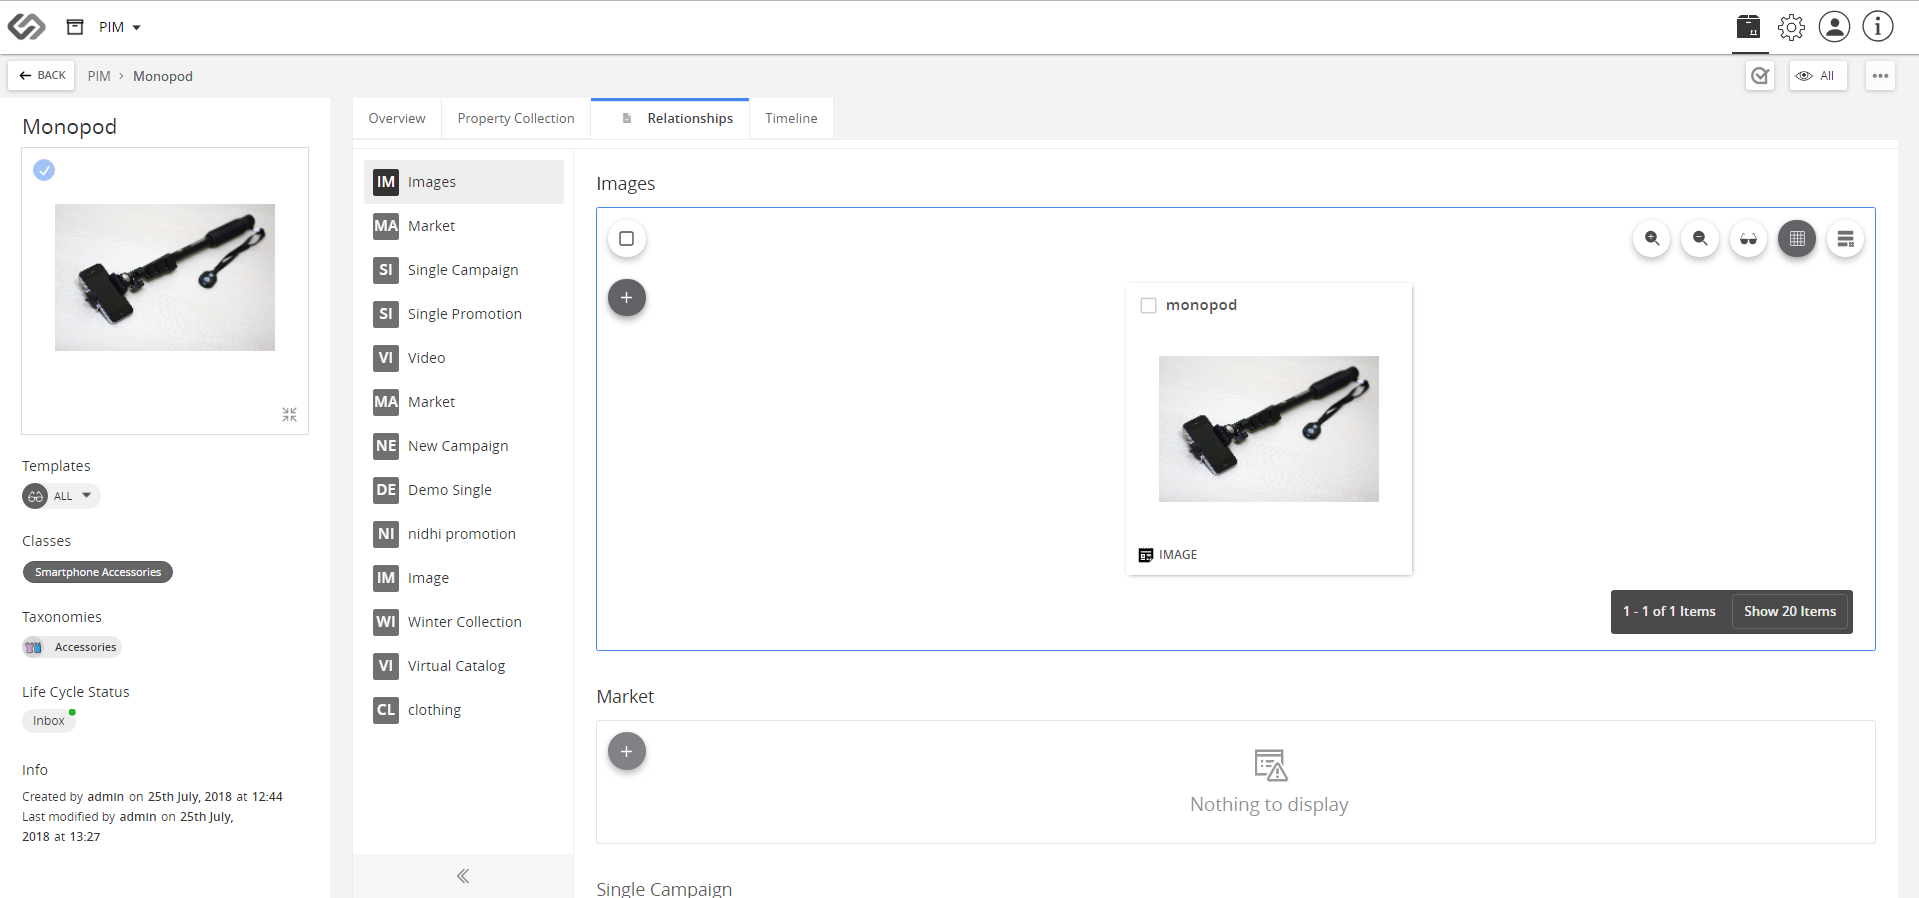 PIM
BACK
PIM > Monopod
All
Monopod
Templates
ALL
Classes
Smartphone Accessories
Taxonomies
Accessories
Life Cycle Status
Inbox
Info
Created by admin on 25th July, 2018 at 12:44
Last modified by admin on 25th July,
2018 at 13:27
Overview
Property Collection
Relationships
Timeline
IM Images
MA Market
SI Single Campaign
SI Single Promotion
VI Video
MA Market
NE New Campaign
DE Demo Single
NI nidhi promotion
IM Image
WI Winter Collection
VI Virtual Catalog
CL clothing
Images
monopod
IMAGE
1 - 1 of 1 Items
Show 20 Items
Market
Nothing to display
Single Campaign